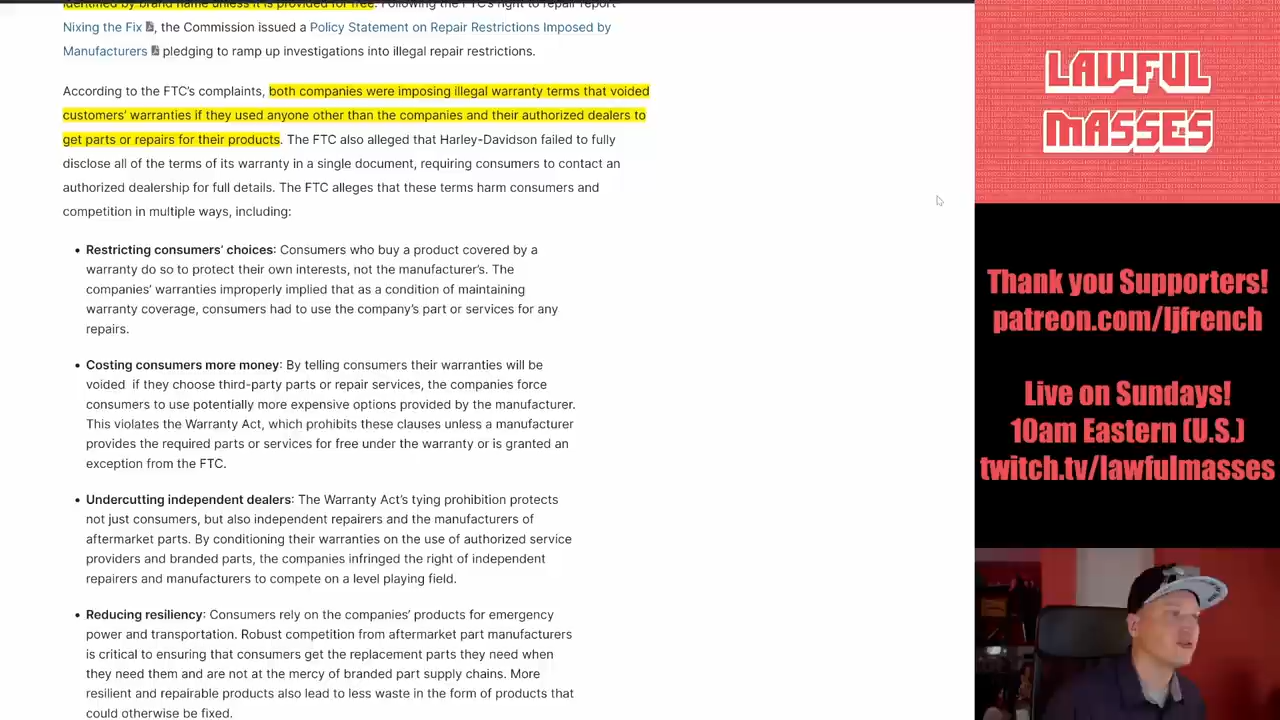 identified by brand name unless it is provided for free. Following the FTC's right to repair report
Nixing the Fix, the Commission issued a Policy Statement on Repair Restrictions Imposed by
Manufacturers pledging to ramp up investigations into illegal repair restrictions.
According to the FTC's complaints, both companies were imposing illegal warranty terms that voided
customers' warranties if they used anyone other than the companies and their authorized dealers to
get parts or repairs for their products. The FTC also alleged that Harley-Davidson failed to fully
disclose all of the terms of its warranty in a single document, requiring consumers to contact an
authorized dealership for full details. The FTC alleges that these terms harm consumers and
competition in multiple ways, including:
• Restricting consumers' choices: Consumers who buy a product covered by a
warranty do so to protect their own interests, not the manufacturer's. The
companies' warranties improperly implied that as a condition of maintaining
warranty coverage, consumers had to use the company's part or services for any
repairs.
• Costing consumers more money: By telling consumers their warranties will be
voided if they choose third-party parts or repair services, the companies force
consumers to use potentially more expensive options provided by the manufacturer.
This violates the Warranty Act, which prohibits these clauses unless a manufacturer
provides the required parts or services for free under the warranty or is granted an
exception from the FTC.
• Undercutting independent dealers: The Warranty Act's tying prohibition protects
not just consumers, but also independent repairers and the manufacturers of
aftermarket parts. By conditioning their warranties on the use of authorized service
providers and branded parts, the companies infringed the right of independent
repairers and manufacturers to compete on a level playing field.
• Reducing resiliency: Consumers rely on the companies' products for emergency
power and transportation. Robust competition from aftermarket part manufacturers
is critical to ensuring that consumers get the replacement parts they need when
they need them and are not at the mercy of branded part supply chains. More
resilient and repairable products also lead to less waste in the form of products that
could otherwise be fixed.
LAWFUL
MASSES
Thank you Supporters!
patreon.com/ljfrench
Live on Sundays!
10am Eastern (U.S.)
twitch.tv/lawfulmasses